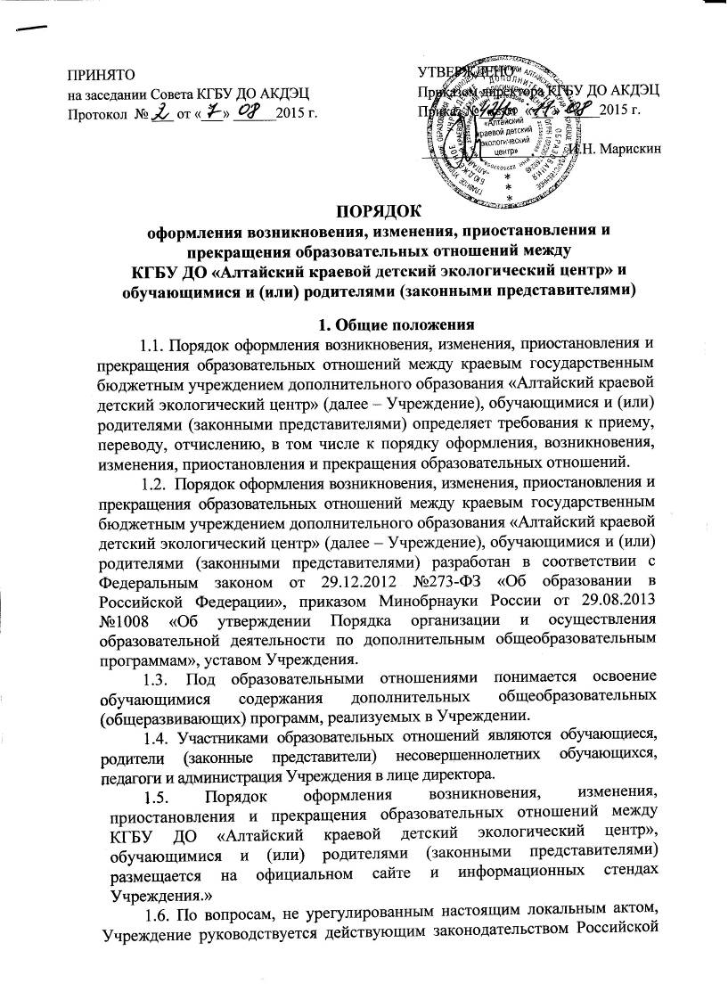 ПРИНЯТО
на заседании Совета КГБУ ДО АКДЭЦ
Протокол № 2 от « 7 » 08 2015 г.
УТВЕРЖДЕНО
Приказом директора КГБУ ДО АКДЭЦ
Приказ № « 11 » 08 2015 г.
«Алтайский
краевой детский
экологический
центр»
И.Н. Марискин
ПОРЯДОК
оформления возникновения, изменения, приостановления и
прекращения образовательных отношений между
КГБУ ДО «Алтайский краевой детский экологический центр» и
обучающимися и (или) родителями (законными представителями)
1. Общие положения
1.1. Порядок оформления возникновения, изменения, приостановления и
прекращения образовательных отношений между краевым государственным
бюджетным учреждением дополнительного образования «Алтайский краевой
детский экологический центр» (далее – Учреждение), обучающимися и (или)
родителями (законными представителями) определяет требования к приему,
переводу, отчислению, в том числе к порядку оформления, возникновения,
изменения, приостановления и прекращения образовательных отношений.
1.2. Порядок оформления возникновения, изменения, приостановления и
прекращения образовательных отношений между краевым государственным
бюджетным учреждением дополнительного образования «Алтайский краевой
детский экологический центр» (далее – Учреждение), обучающимися и (или)
родителями (законными представителями) разработан в соответствии с
Федеральным законом от 29.12.2012 №273-ФЗ «Об образовании в
Российской Федерации», приказом Минобрнауки России от 29.08.2013
№1008 «Об утверждении Порядка организации и осуществления
образовательной деятельности по дополнительным общеобразовательным
программам», уставом Учреждения.
1.3. Под образовательными отношениями понимается освоение
обучающимися содержания дополнительных общеобразовательных
(общеразвивающих) программ, реализуемых в Учреждении.
1.4. Участниками образовательных отношений являются обучающиеся,
родители (законные представители) несовершеннолетних обучающихся,
педагоги и администрация Учреждения в лице директора.
1.5. Порядок оформления возникновения, изменения,
приостановления и прекращения образовательных отношений между
КГБУ ДО «Алтайский краевой детский экологический центр»,
обучающимися и (или) родителями (законными представителями)
размещается на официальном сайте и информационных стендах
Учреждения.»
1.6. По вопросам, не урегулированным настоящим локальным актом,
Учреждение руководствуется действующим законодательством Российской